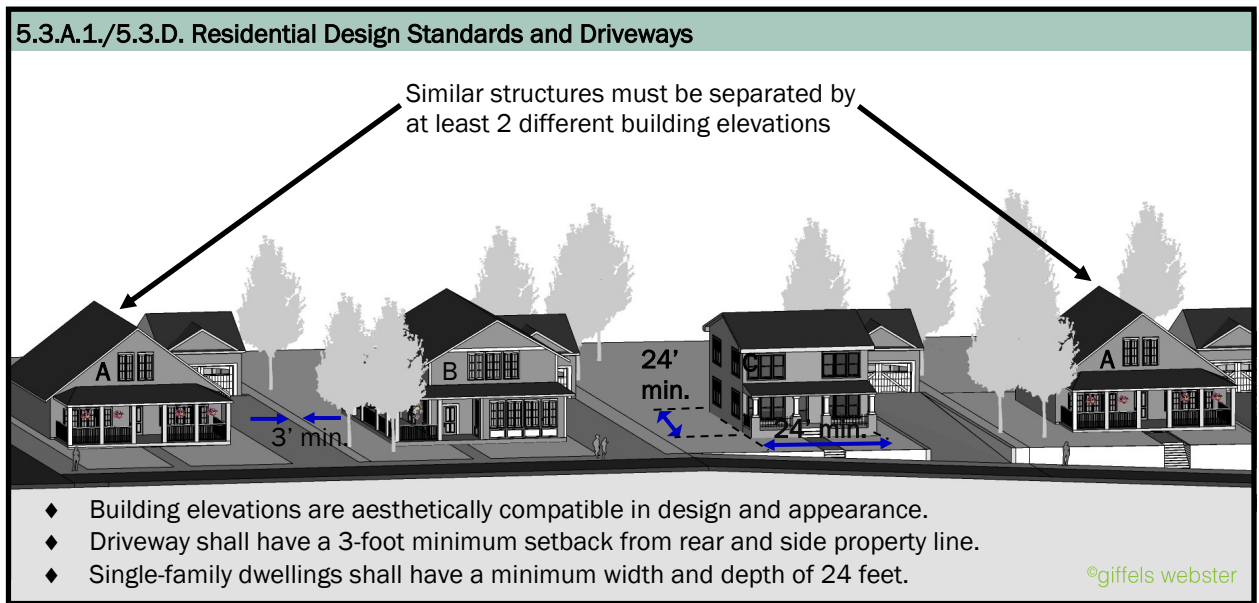 5.3.A.1./5.3.D. Residential Design Standards and Driveways
Similar structures must be separated by
at least 2 different building elevations
A
B
C
A
24'
min.
3' min.
24' min.
♦ Building elevations are aesthetically compatible in design and appearance.
♦ Driveway shall have a 3-foot minimum setback from rear and side property line.
♦ Single-family dwellings shall have a minimum width and depth of 24 feet.
©giffels webster